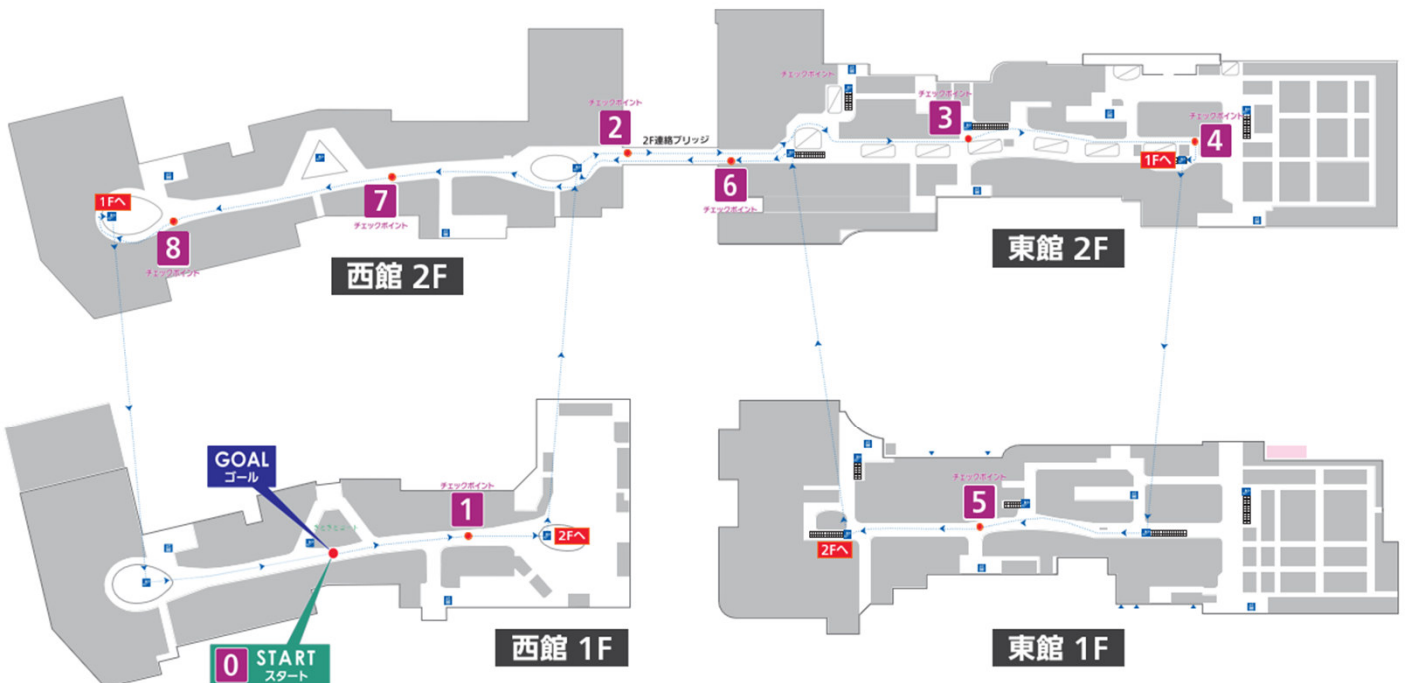 チェックポイント
2
2F連絡ブリッジ
チェックポイント
チェックポイント
3
チェックポイント
4
1Fへ
6
チェックポイント
7
チェックポイント
1Fへ
8
チェックポイント
西館 2F
東館 2F
GOAL
ゴール
チェックポイント
1
2Fへ
チェックポイント
5
2Fへ
0
START
スタート
西館 1F
東館 1F